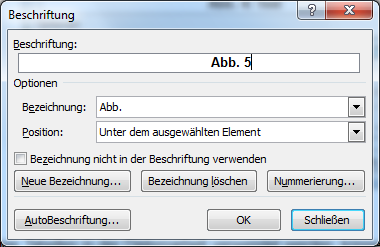 Beschriftung
Beschriftung:
Abb. 5
Optionen
Bezeichnung: Abb.
Position: Unter dem ausgewählten Element
Bezeichnung nicht in der Beschriftung verwenden
Neue Bezeichnung... Bezeichnung löschen Nummerierung...
AutoBeschriftung... OK Schließen